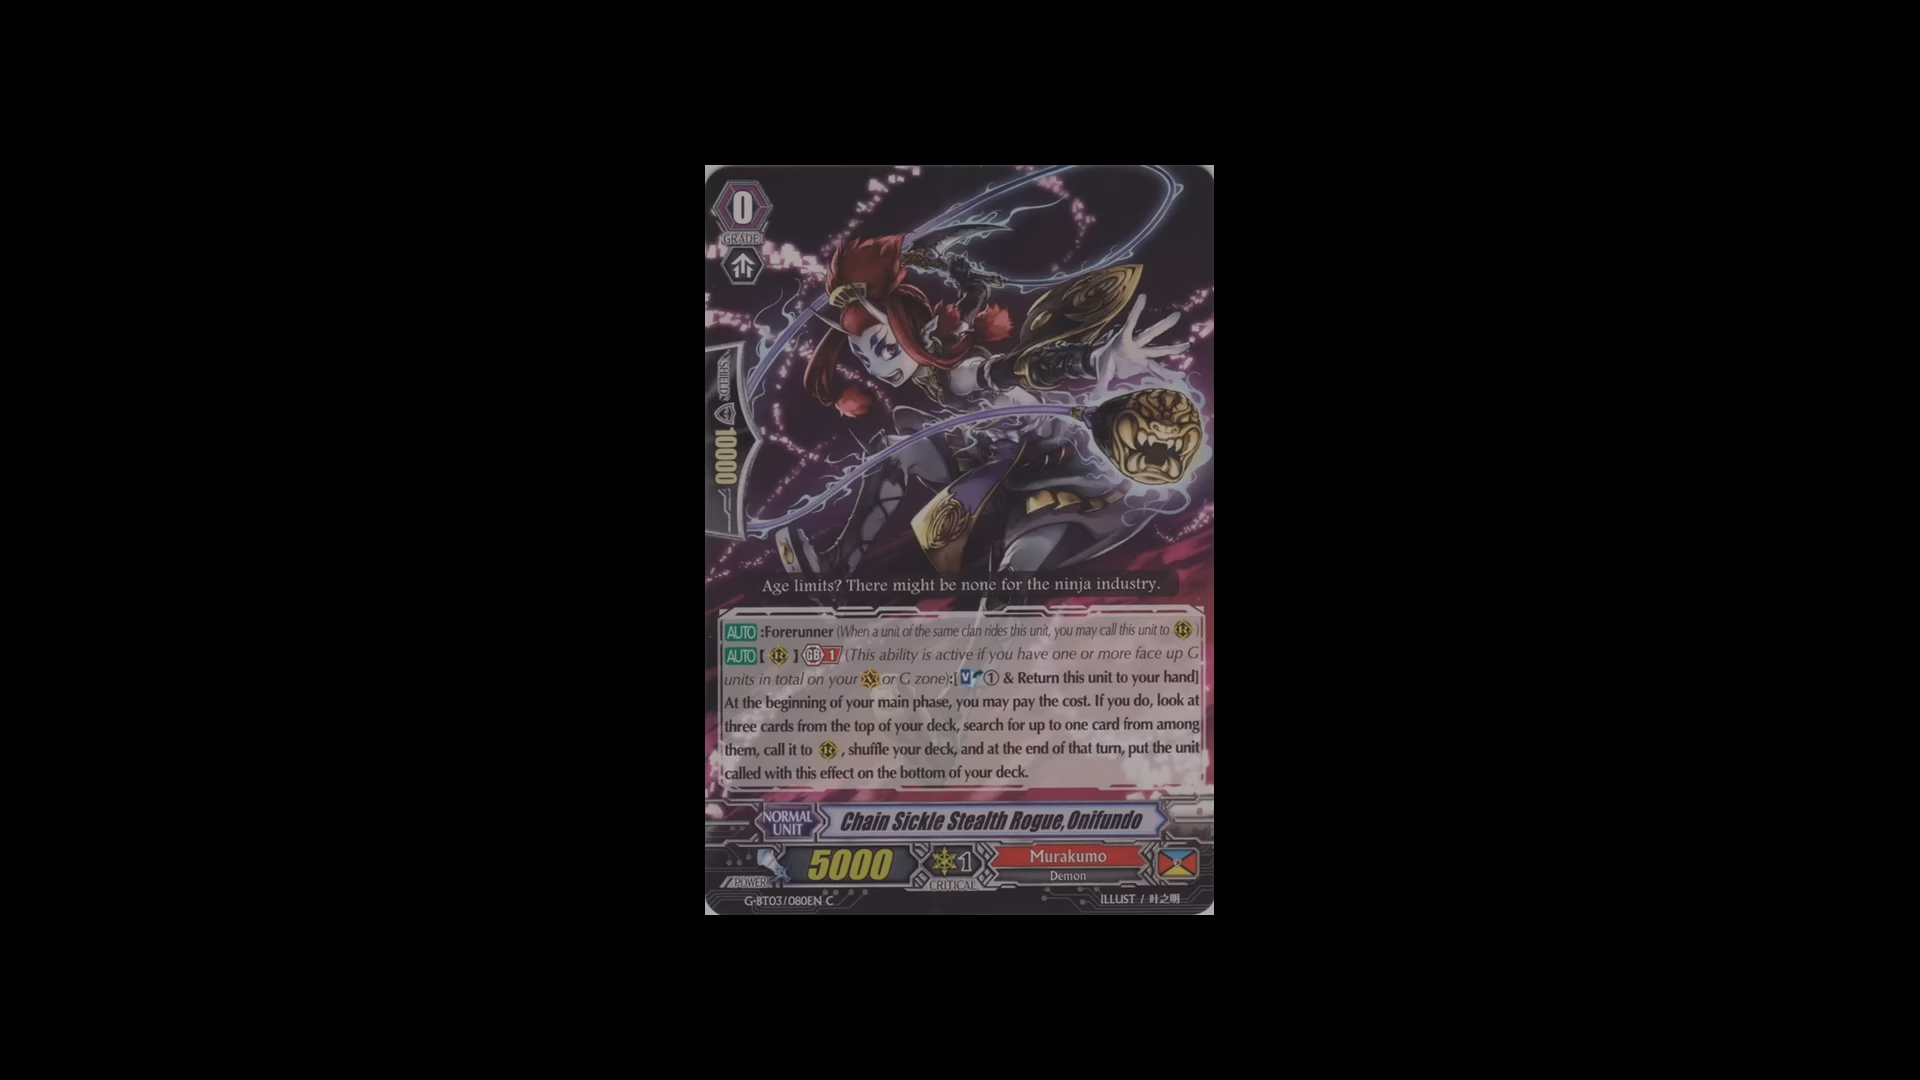 0
GRADE
SHIELD
10000
Age limits? There might be none for the ninja industry.
AUTO :Forerunner (When a unit of the same clan rides this unit, you may call this unit to R )
AUTO [ R ] GB 1 (This ability is active if you have one or more face up G
units in total on your V or G zone):[ V 1 & Return this unit to your hand]
At the beginning of your main phase, you may pay the cost. If you do, look at
three cards from the top of your deck, search for up to one card from among
them, call it to R , shuffle your deck, and at the end of that turn, put the unit
called with this effect on the bottom of your deck.
NORMAL
UNIT
Chain Sickle Stealth Rogue, Onifundo
POWER
5000
1
CRITICAL
Murakumo
Demon
G-BT03/080EN C
ILLUST / 叶之明